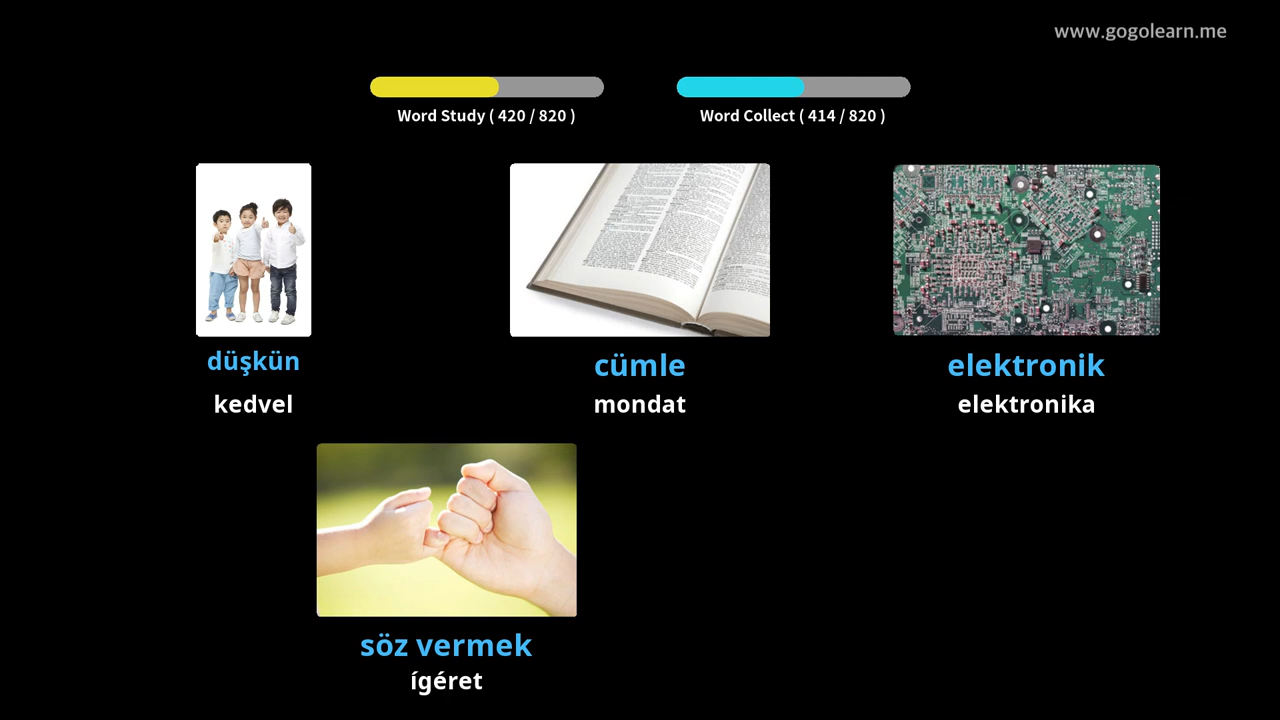 www.gogolearn.me
Word Study ( 420 / 820 )
Word Collect ( 414 / 820 )
düşkün
kedvel
cümle
mondat
elektronik
elektronika
söz vermek
ígéret